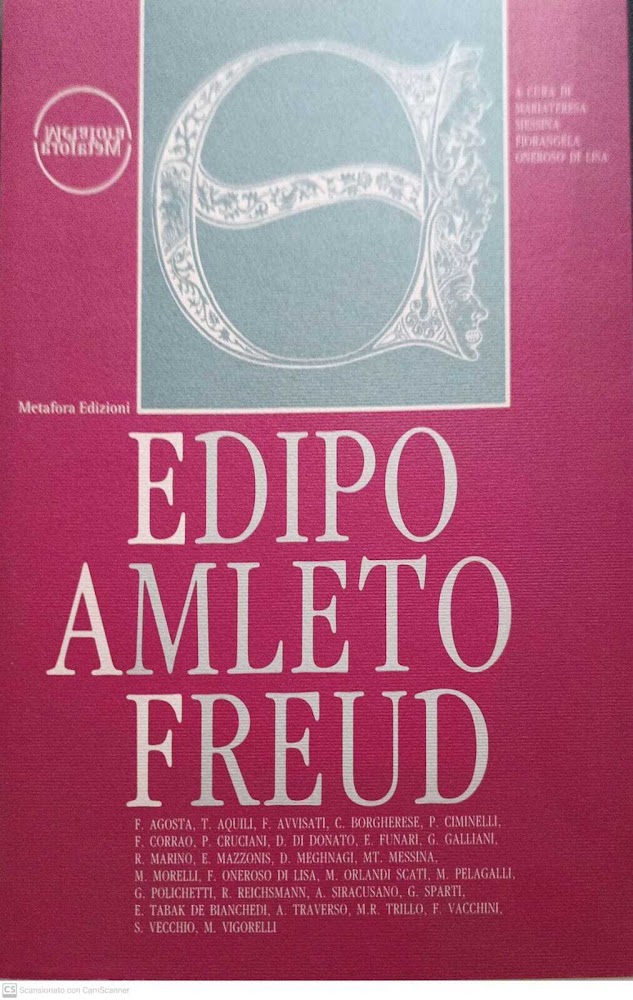 Metafora
Metafora
A CURA DI
MARIATERESA
MESSINA
FIORANGELA
ONEROSO DI LISA
Metafora Edizioni
EDIPO
AMLETO
FREUD
F. AGOSTA, T. AQUILI, F. AVVISATI, C. BORGHERESE, P. CIMINELLI,
F. CORRAO, P. CRUCIANI, D. DI DONATO, E. FUNARI, G. GALLIANI,
R. MARINO, E. MAZZONIS, D. MEGHNAGI, MT. MESSINA,
M. MORELLI, F. ONEROSO DI LISA, M. ORLANDI SCATI, M. PELAGALLI,
G. POLICHETTI, R. REICHSMANN, A. SIRACUSANO, G. SPARTI,
E. TABAK DE BIANCHEDI, A. TRAVERSO, M.R. TRILLO, F. VACCHINI,
S. VECCHIO, M. VIGORELLI
CS Scansionato con CamScanner